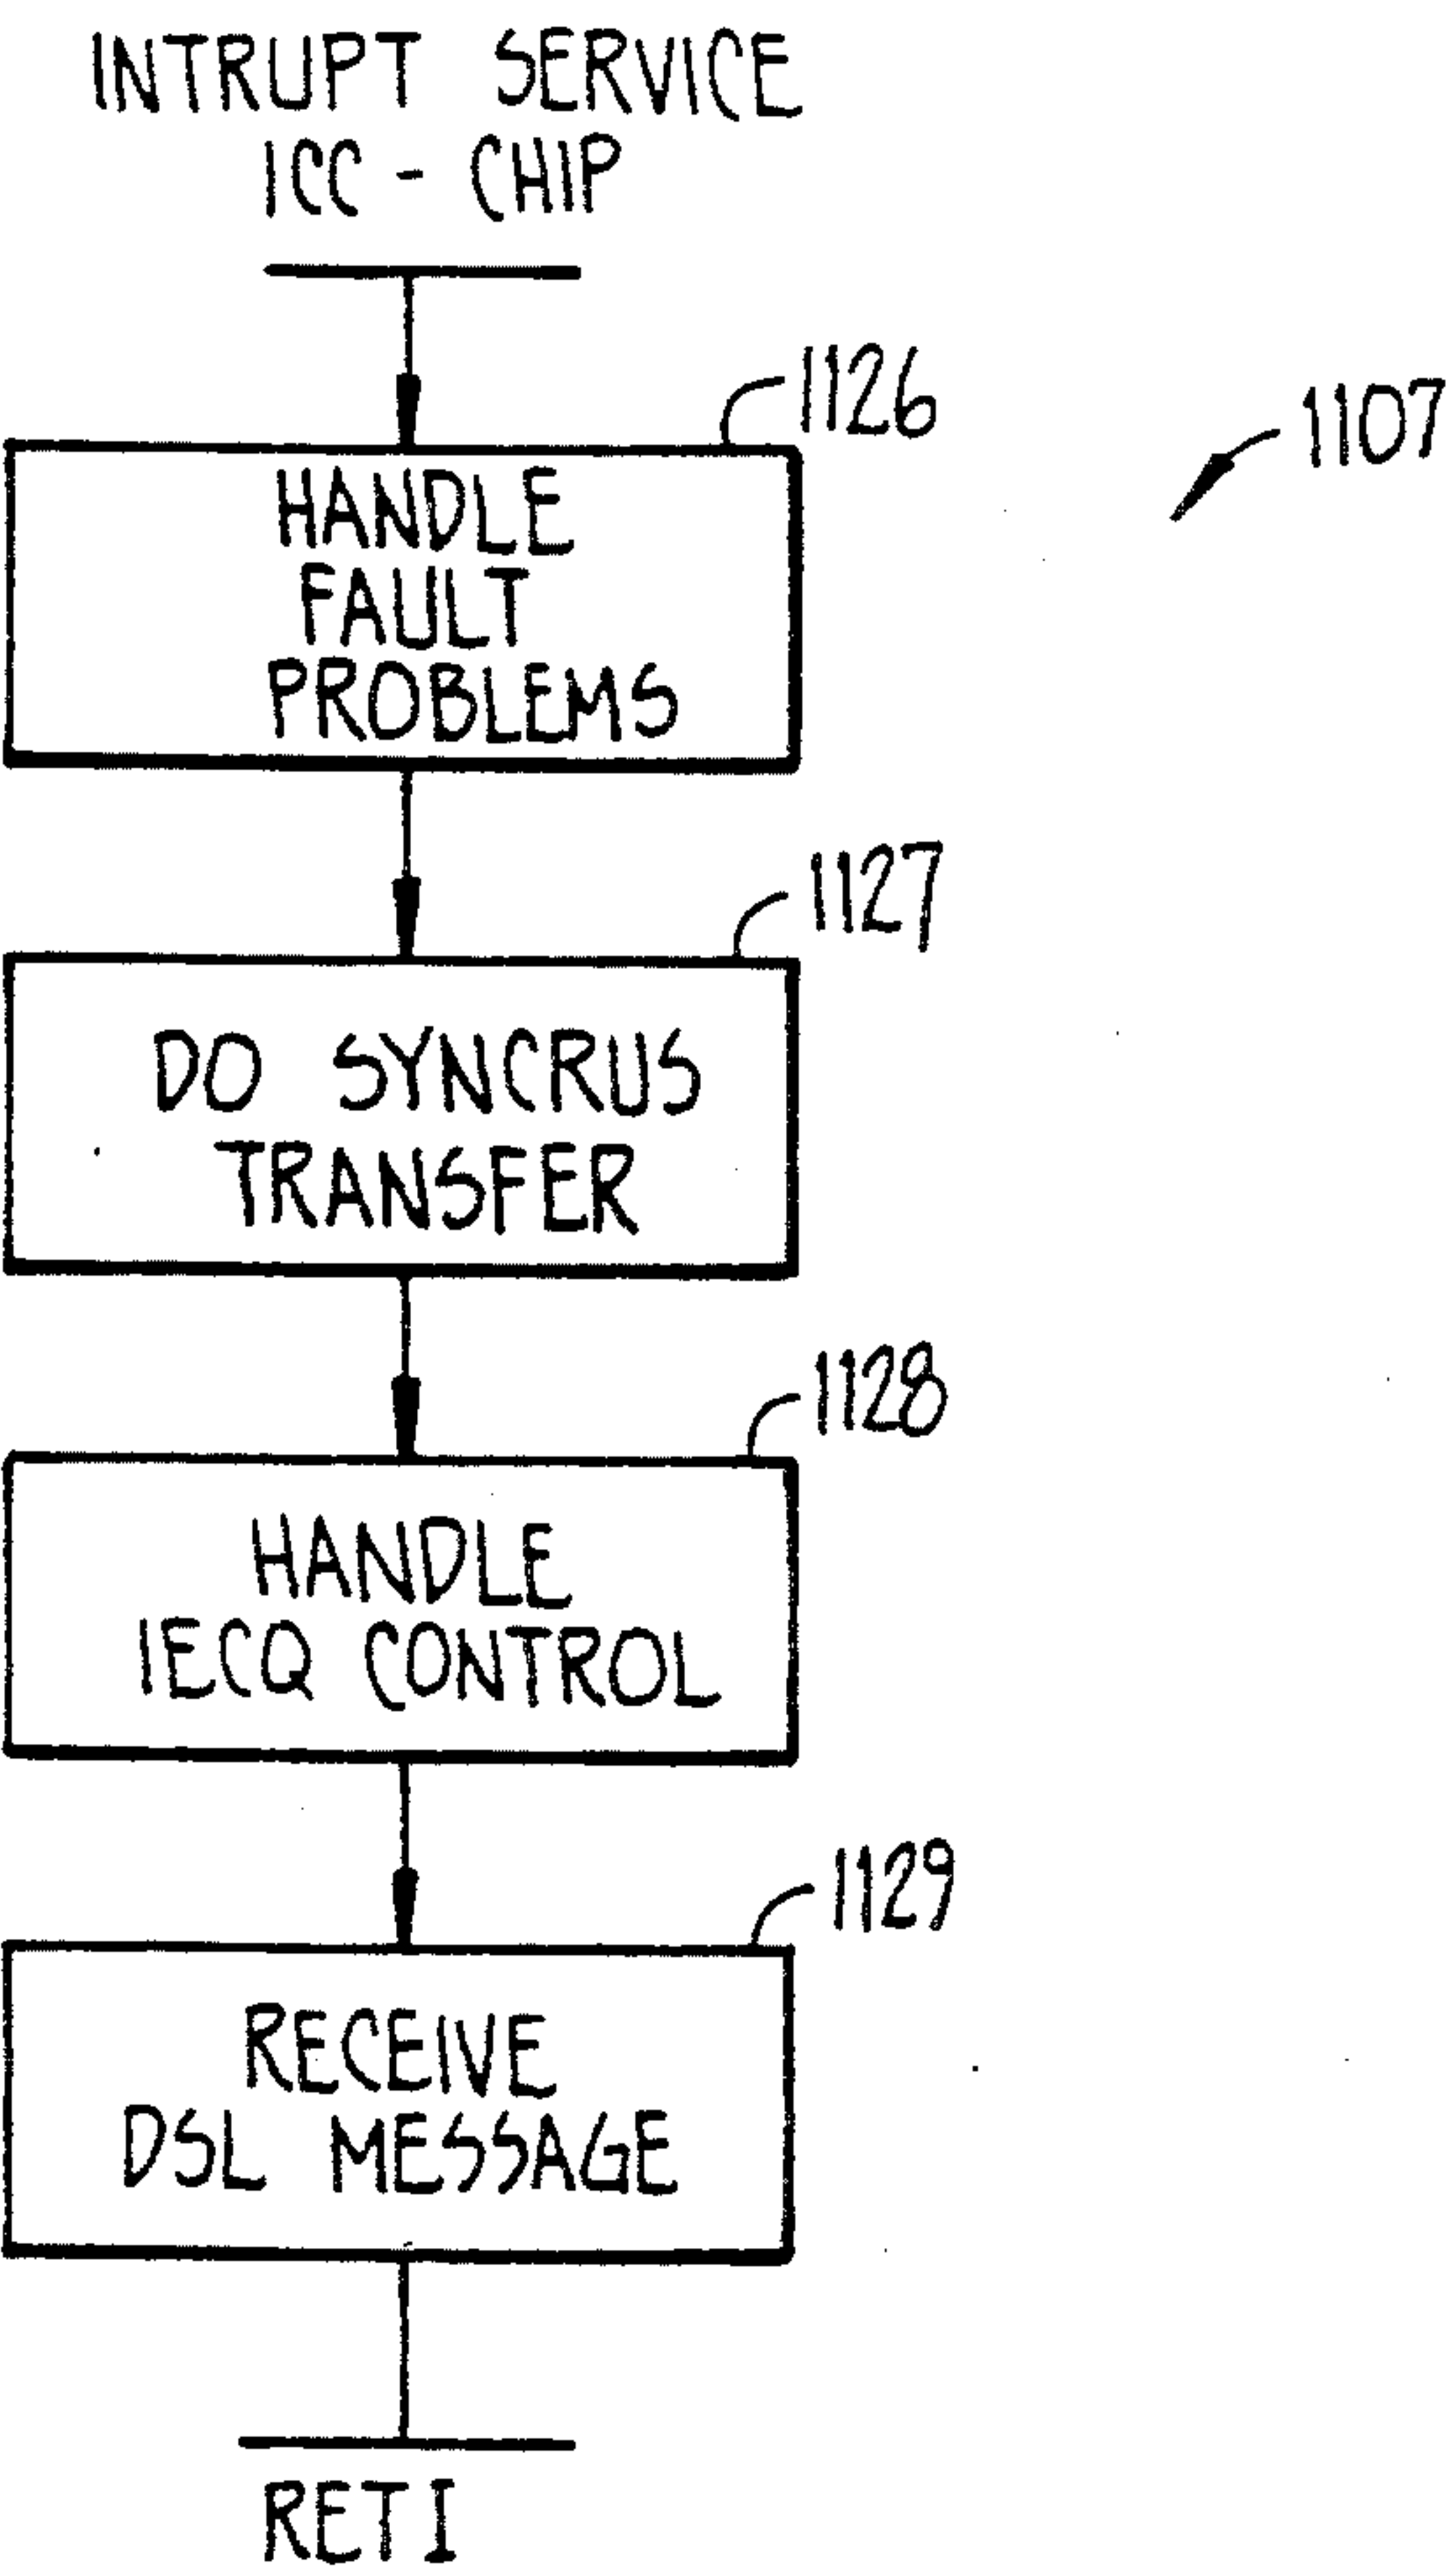 INTRUPT SERVICE
ICC - CHIP
1126
1107
HANDLE
FAULT
PROBLEMS
1127
DO SYNCRUS
TRANSFER
1128
HANDLE
IECQ CONTROL
1129
RECEIVE
DSL MESSAGE
RETI